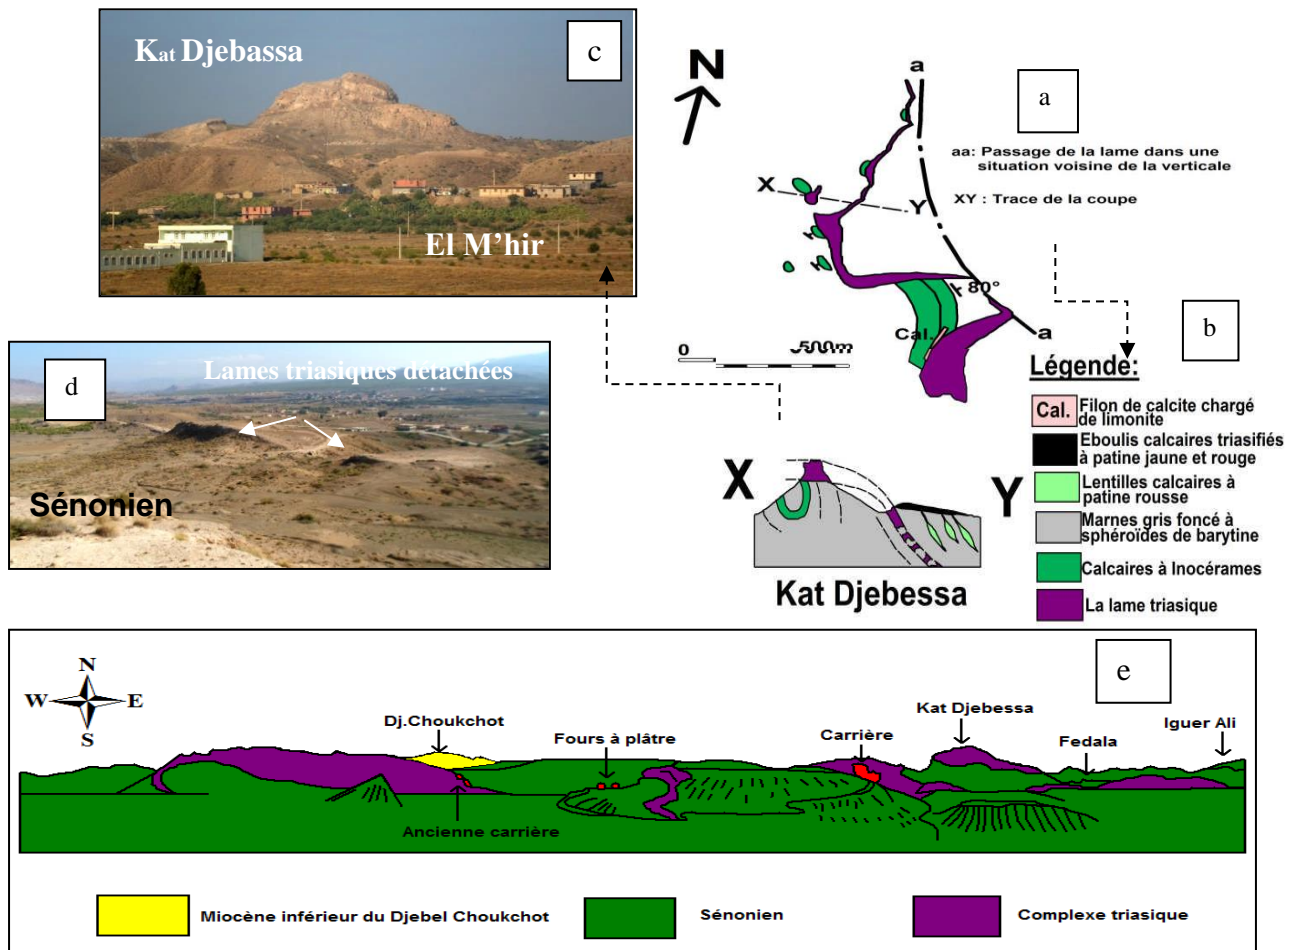 Kat Djebassa
c
El M'hir
N
a
a
aa: Passage de la lame dans une
situation voisine de la verticale
X
Y
XY : Trace de la coupe
80°
a
Cal.
0
500m
b
Légende:
Cal. Filon de calcite chargé
de limonite
Eboulis calcaires triasifiés
à patine jaune et rouge
Lentilles calcaires à
patine rousse
Marnes gris foncé à
sphéroïdes de barytine
Calcaires à Inocérames
La lame triasique
d
Lames triasiques detachées
Sénonien
X
Y
Kat Djebessa
e
N
W E
S
Dj.Choukchot
Fours à plâtre
Carrière
Kat Djebessa
Fedala
Iguer Ali
Ancienne carrière
Miocène inférieur du Djebel Choukchot
Sénonien
Complexe triasique